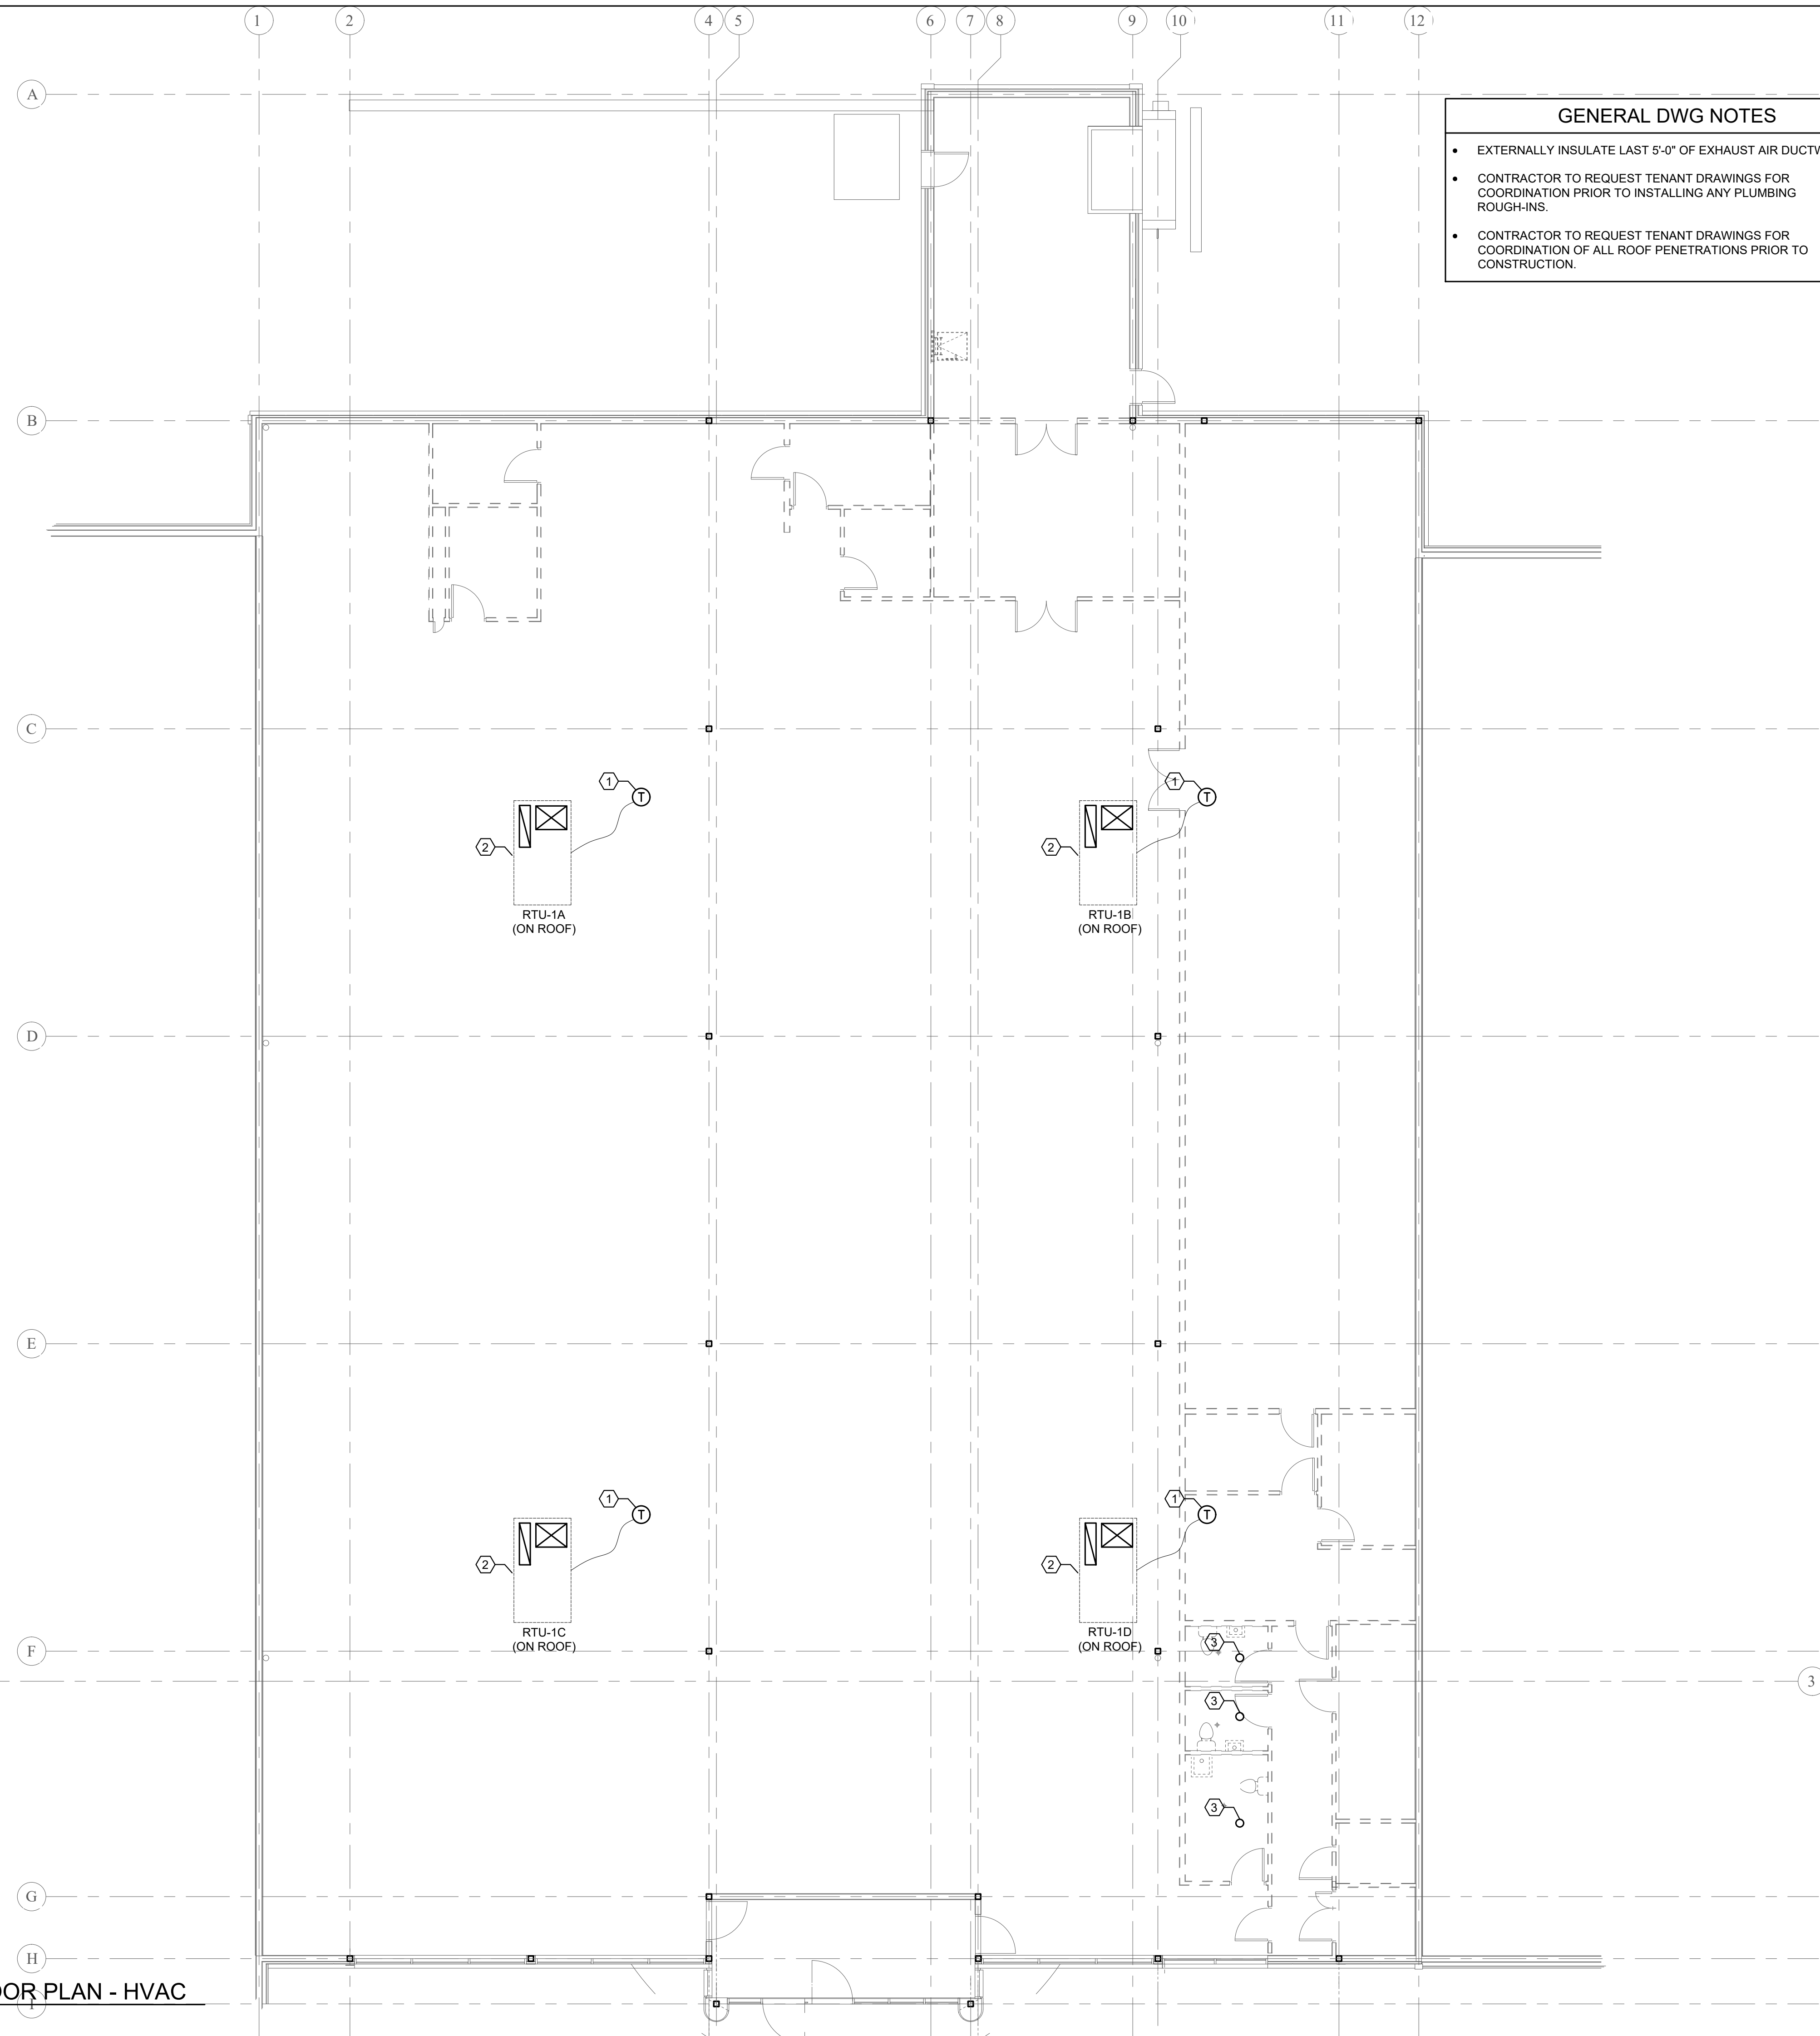 1
2
4
5
6
7
8
9
10
11
12
A
GENERAL DWG NOTES
• EXTERNALLY INSULATE LAST 5'-0" OF EXHAUST AIR
• CONTRACTOR TO REQUEST TENANT DRAWINGS FOR
COORDINATION PRIOR TO INSTALLING ANY PLUMBING
ROUGH-INS.
• CONTRACTOR TO REQUEST TENANT DRAWINGS FOR
COORDINATION OF ALL ROOF PENETRATIONS PRIOR TO
CONSTRUCTION.
B
C
1
T
1
T
2
2
RTU-1A
(ON ROOF)
RTU-1B
(ON ROOF)
D
E
1
T
1
T
2
2
RTU-1C
(ON ROOF)
RTU-1D
(ON ROOF)
F
3
3
3
3
G
H
PLAN - HVAC
I